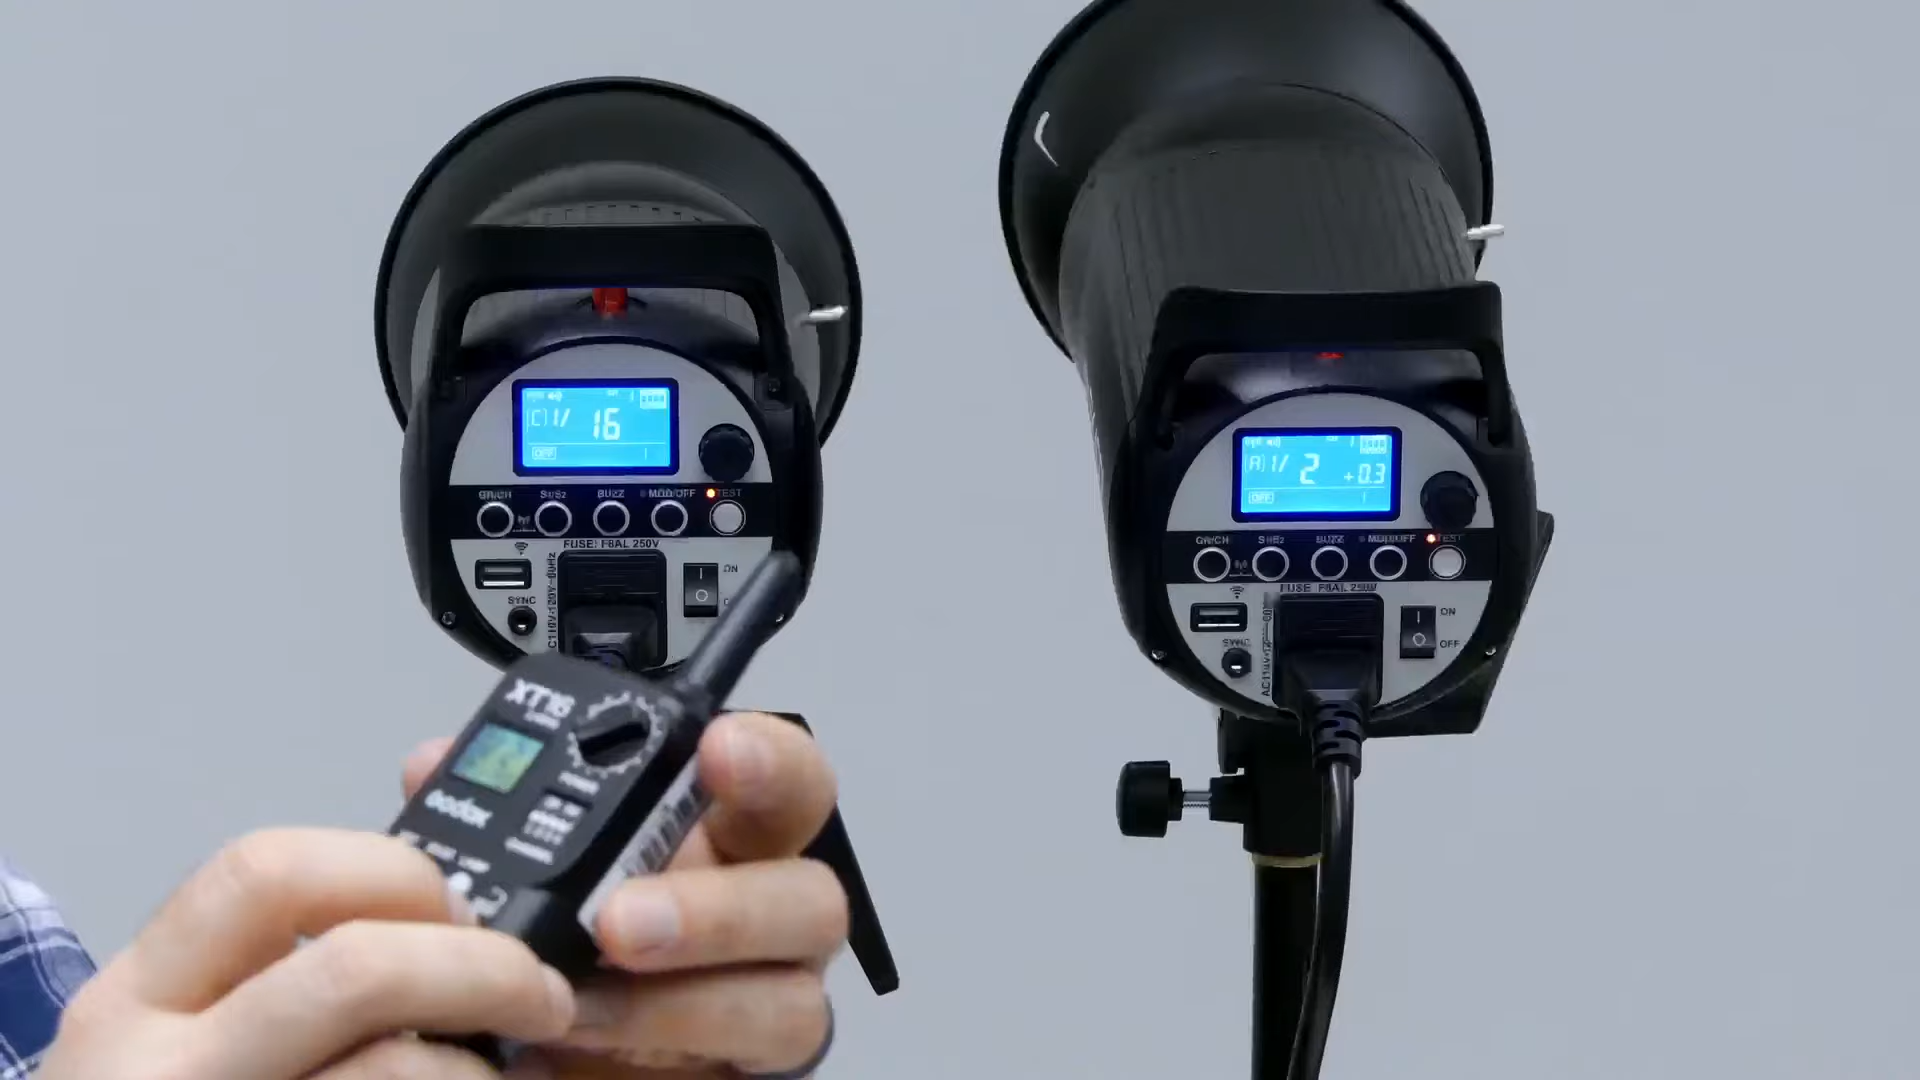 [C] 1/ 16
OFF
GR/CH S1/S2 BUZZ MOD/OFF TEST
FUSE: F8AL 250V
ON
SYNC
XT16
Godox
[A] 1/ 2 +0.3
OFF
GR/CH S1/S2 BUZZ MOD/OFF TEST
FUSE F8AL 250V
ON
OFF
SYNC